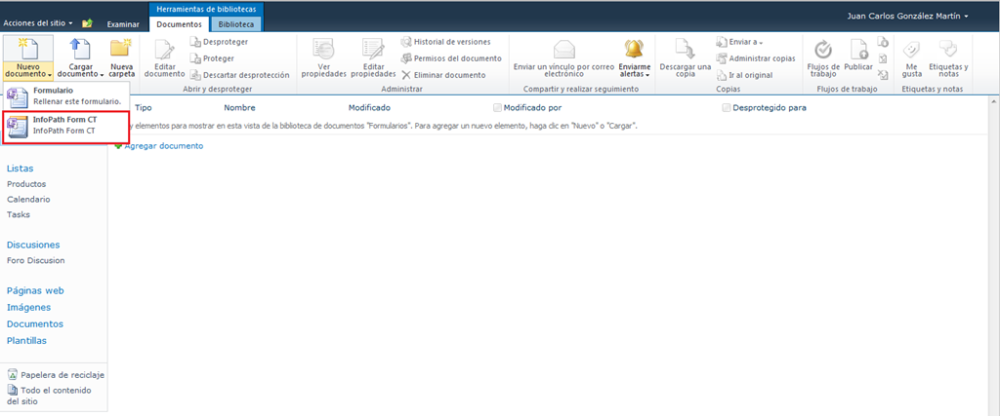 Herramientas de bibliotecas
Acciones del sitio
Examinar
Documentos
Biblioteca
Juan Carlos González Martín
Nuevo
documento
Cargar
documento
Nueva
carpeta
Editar
documento
Desproteger
Proteger
Descartar desprotección
Abrir y desproteger
Ver
propiedades
Editar
propiedades
Historial de versiones
Permisos del documento
Eliminar documento
Administrar
Enviar un vínculo por correo
electrónico
Enviarme
alertas
Compartir y realizar seguimiento
Descargar una
copia
Enviar a
Administrar copias
Ir al original
Copias
Flujos de
trabajo
Publicar
Flujos de trabajo
Me
gusta
Etiquetas y
notas
Etiquetas y notas
Formulario
Rellenar este formulario.
InfoPath Form CT
InfoPath Form CT
Tipo
Nombre
Modificado
Modificado por
Desprotegido para
y elementos para mostrar en esta vista de la biblioteca de documentos "Formularios". Para agregar un nuevo elemento, haga clic en "Nuevo" o "Cargar".
Agregar documento
Listas
Productos
Calendario
Tasks
Discusiones
Foro Discusion
Páginas web
Imágenes
Documentos
Plantillas
Papelera de reciclaje
Todo el contenido
del sitio